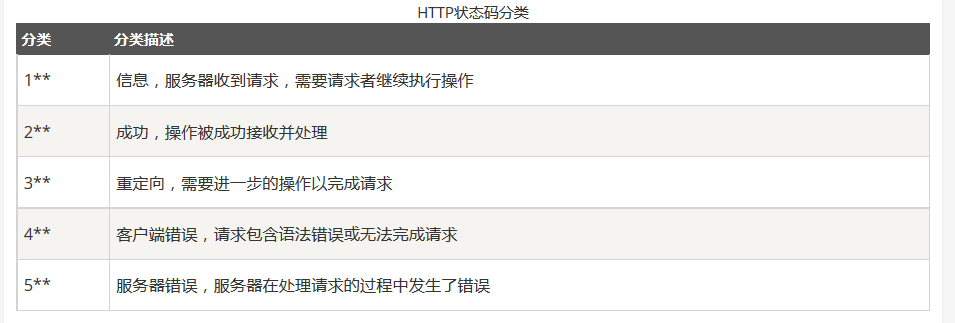 HTTP状态码分类
分类 分类描述
1** 信息，服务器收到请求，需要请求者继续执行操作
2** 成功，操作被成功接收并处理
3** 重定向，需要进一步的操作以完成请求
4** 客户端错误，请求包含语法错误或无法完成请求
5** 服务器错误，服务器在处理请求的过程中发生了错误